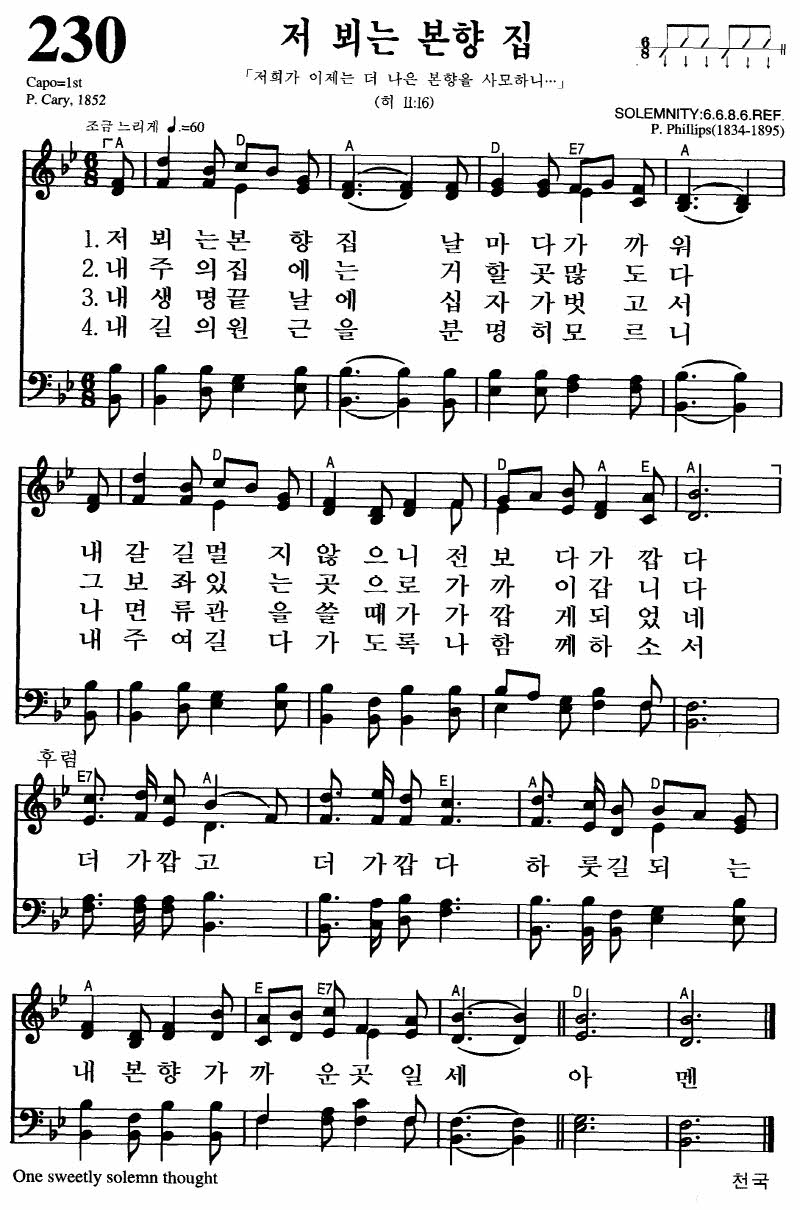 230
저 뵈는 본향 집
「저희가 이제는 더 나은 본향을 사모하니…」
(히 11:16)
Capo=1st
P. Cary, 1852
SOLEMNITY:6.6.8.6.REF.
P. Phillips(1834-1895)
조금 느리게 ♩.=60
A D A D E7 A
1. 저 뵈 는 본 향 집 날 마 다 가 까 워
2. 내 주 의 집 에 는 거 할 곳 많 도 다
3. 내 생 명 끝 날 에 십 자 가 벗 고 서
4. 내 길 의 원 근 을 분 명 히 모 르 니
D A D A E A
내 갈 길 멀 지 않 으 니 전 보 다 가 깝 다
그 보 좌 있 는 곳 으 로 가 까 이 갑 니 다
나 면 류 관 을 쓸 때 가 가 깝 게 되 었 네
내 주 여 길 다 가 도 록 나 함 께 하 소 서
후렴
E7 A E A D
더 가 깝 고 더 가 깝 다 하 룻 길 되 는
A E E7 A D A
내 본 향 가 까 운 곳 일 세 아 멘
One sweetly solemn thought
천국